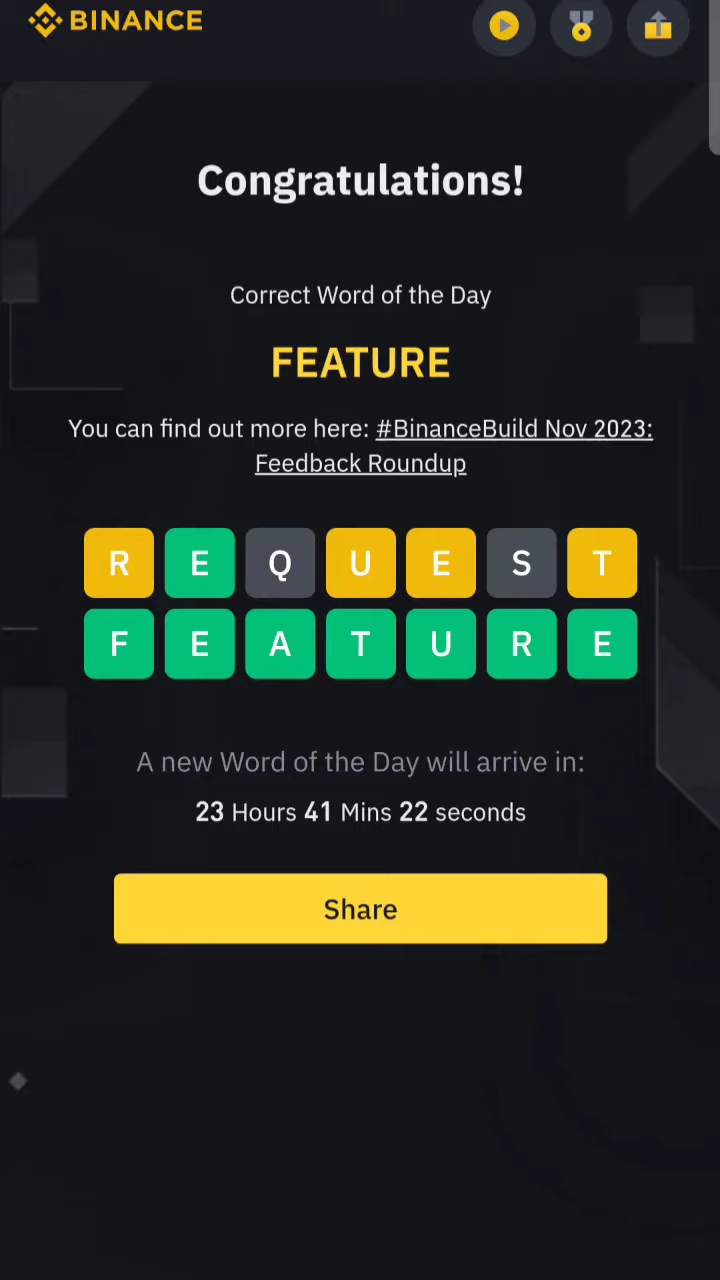 BINANCE
Congratulations!
Correct Word of the Day
FEATURE
You can find out more here: #BinanceBuild Nov 2023:
Feedback Roundup
R E Q U E S T
F E A T U R E
A new Word of the Day will arrive in:
23 Hours 41 Mins 22 seconds
Share